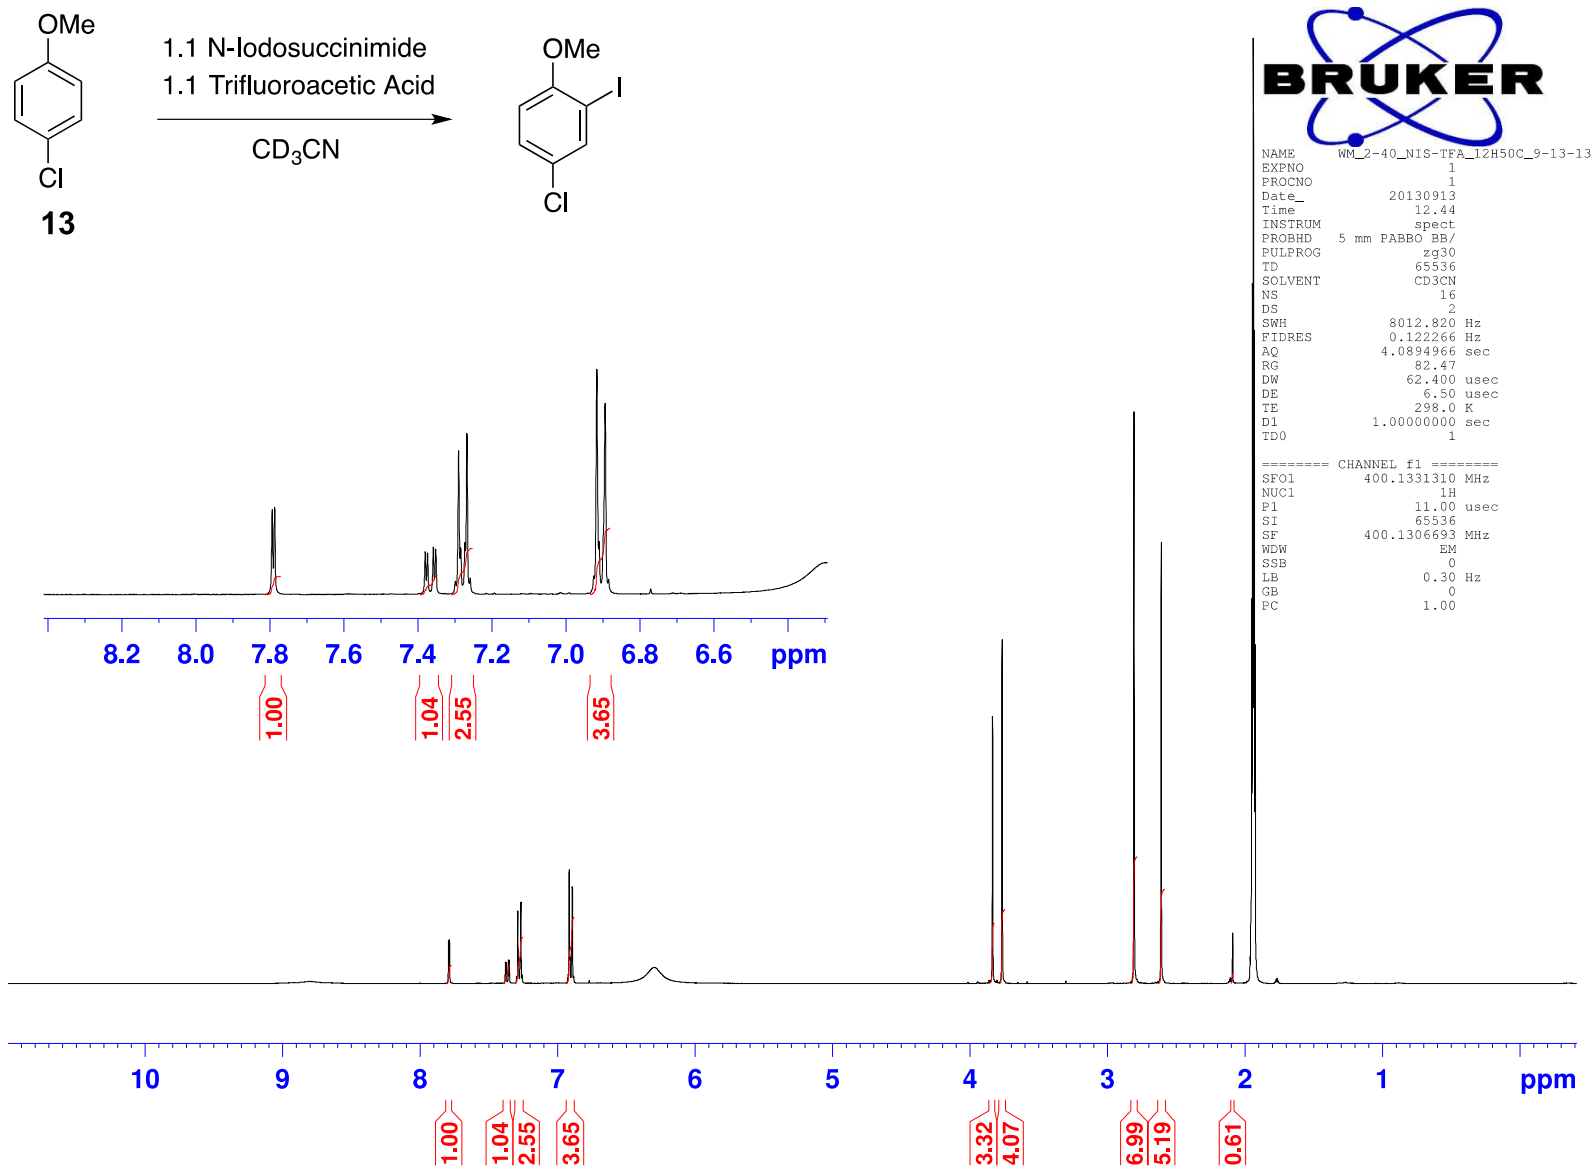 OMe
Cl
13
1.1 N-Iodosuccinimide
1.1 Trifluoroacetic Acid
CD3CN
OMe
I
Cl
BRUKER
NAME WM_2-40_NIS-TFA_12H50C_9-13-13
EXPNO 1
PROCNO 1
Date_ 20130913
Time 12.44
INSTRUM spect
PROBHD 5 mm PABBO BB/
PULPROG zg30
TD 65536
SOLVENT CD3CN
NS 16
DS 2
SWH 8012.820 Hz
FIDRES 0.122266 Hz
AQ 4.0894966 sec
RG 82.47
DW 62.400 usec
DE 6.50 usec
TE 298.0 K
D1 1.00000000 sec
TD0 1
======== CHANNEL f1 ========
SFO1 400.1331310 MHz
NUC1 1H
P1 11.00 usec
SI 65536
SF 400.1306693 MHz
WDW EM
SSB 0
LB 0.30 Hz
GB 0
PC 1.00
8.2 8.0 7.8 7.6 7.4 7.2 7.0 6.8 6.6 ppm
1.00 1.04 2.55 3.65
10 9 8 7 6 5 4 3 2 1 ppm
1.00 1.04 2.55 3.65 3.32 4.07 6.99 5.19 0.61